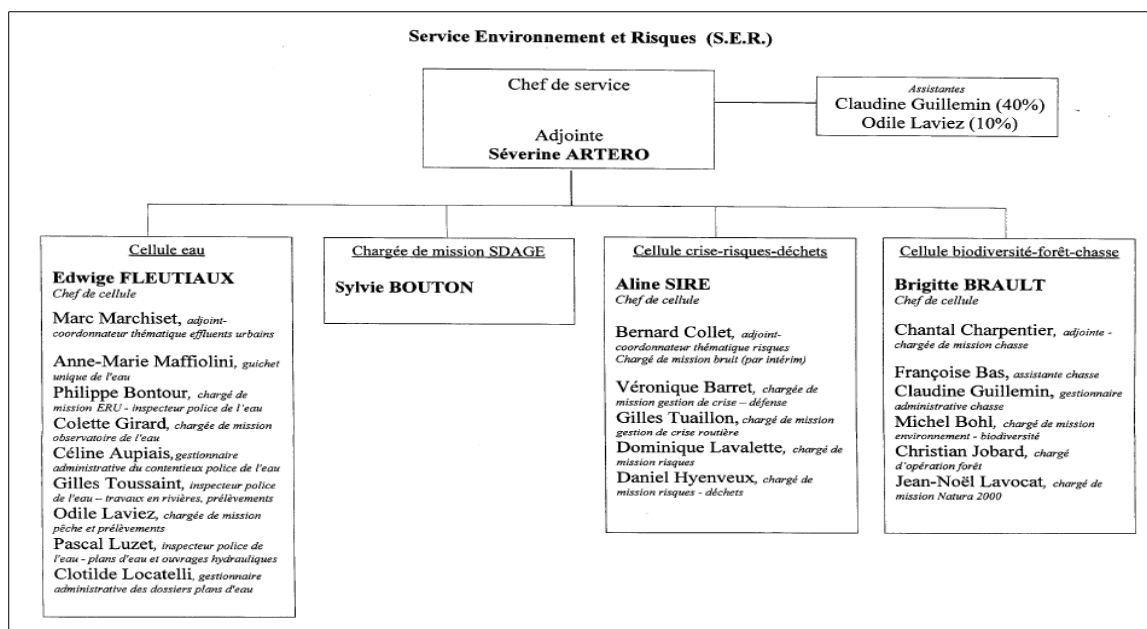 Service Environnement et Risques (S.E.R.)
Chef de service
Adjointe
Séverine ARTERO
Assistantes
Claudine Guillemin (40%)
Odile Laviez (10%)
Cellule eau
Edwige FLEUTIAUX
Chef de cellule
Marc Marchiset, adjoint-
coordonnateur thématique effluents urbains
Anne-Marie Maffiolini, guichet
unique de l'eau
Philippe Bontour, chargé de
mission ERU - inspecteur police de l'eau
Colette Girard, chargée de mission
observatoire de l'eau
Céline Aupiais, gestionnaire
administrative du contentieux police de l'eau
Gilles Toussaint, inspecteur police
de l'eau – travaux en rivières, prélèvements
Odile Laviez, chargée de mission
pêche et prélèvements
Pascal Luzet, inspecteur police de
l'eau - plans d'eau et ouvrages hydrauliques
Clotilde Locatelli, gestionnaire
administrative des dossiers plans d'eau
Chargée de mission SDAGE
Sylvie BOUTON
Cellule crise-risques-déchets
Aline SIRE
Chef de cellule
Bernard Collet, adjoint-
coordonnateur thématique risques
Chargé de mission bruit (par intérim)
Véronique Barret, chargée de
mission gestion de crise – défense
Gilles Tuaillon, chargé de mission
gestion de crise routière
Dominique Lavalette, chargé de
mission risques
Daniel Hyenveux, chargé de
mission risques - déchets
Cellule biodiversité-forêt-chasse
Brigitte BRAULT
Chef de cellule
Chantal Charpentier, adjointe -
chargée de mission chasse
Françoise Bas, assistante chasse
Claudine Guillemin, gestionnaire
administrative chasse
Michel Bohl, chargé de mission
environnement - biodiversité
Christian Jobard, chargé
d'opération forêt
Jean-Noël Lavocat, chargé de
mission Natura 2000